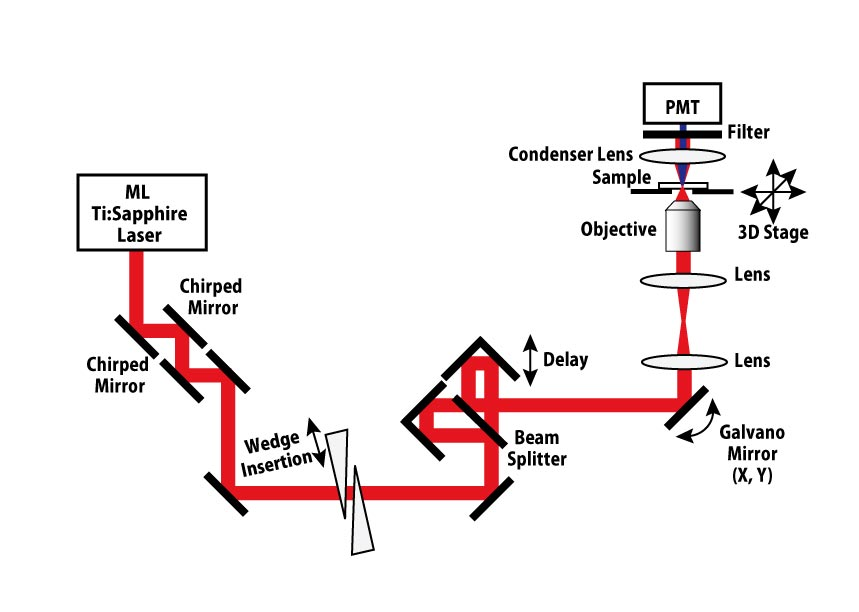 PMT
Filter
Condenser Lens
Sample
ML
Ti:Sapphire
Laser
Objective
3D Stage
Chirped
Mirror
Lens
Chirped
Mirror
Delay
Lens
Wedge
Insertion
Beam
Splitter
Galvano
Mirror
(X, Y)